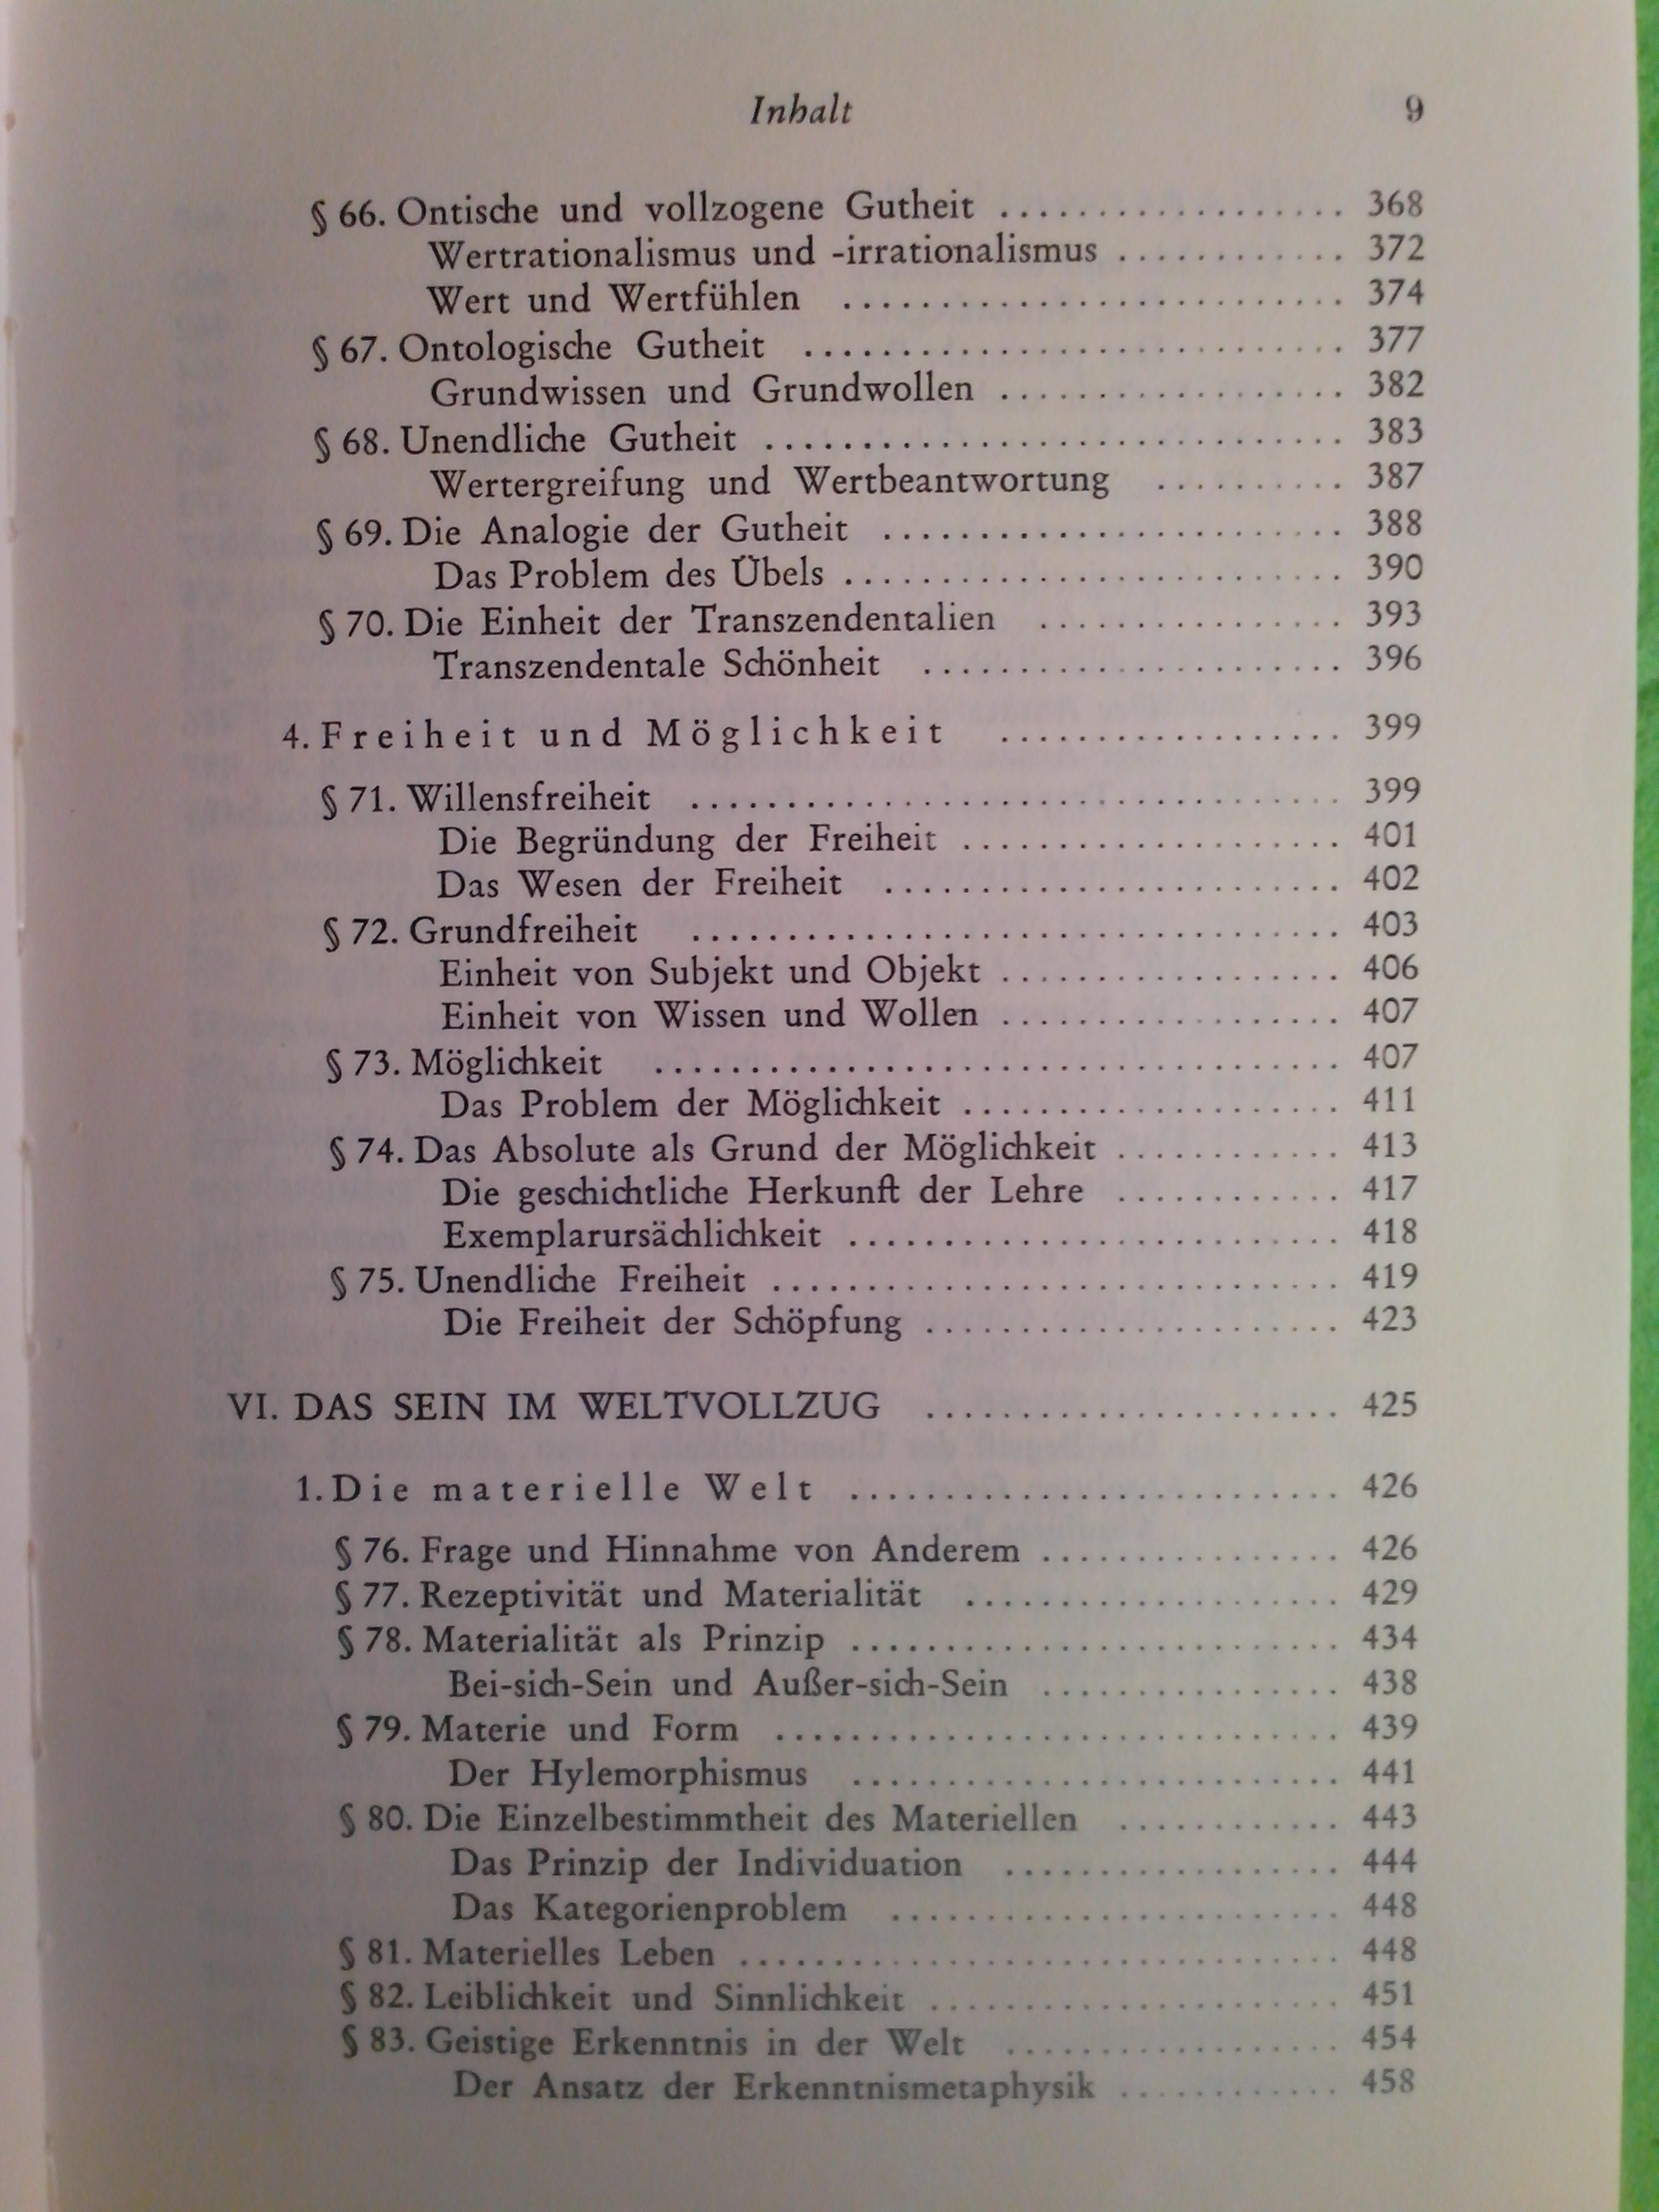 Inhalt 9
§ 66. Ontische und vollzogene Gutheit .................. 368
Wertrationalismus und -irrationalismus ............ 372
Wert und Wertfühlen .......................... 374
§ 67. Ontologische Gutheit ............................ 377
Grundwissen und Grundwollen .................. 382
§ 68. Unendliche Gutheit .............................. 383
Wertergreifung und Wertbeantwortung .......... 387
§ 69. Die Analogie der Gutheit ........................ 388
Das Problem des Übels .......................... 390
§ 70. Die Einheit der Transzendentalien ................ 393
Transzendentale Schönheit ...................... 396
4. Freiheit und Möglichkeit .................. 399
§ 71. Willensfreiheit .................................. 399
Die Begründung der Freiheit .................... 401
Das Wesen der Freiheit ........................ 402
§ 72. Grundfreiheit .................................. 403
Einheit von Subjekt und Objekt .................. 406
Einheit von Wissen und Wollen .................. 407
§ 73. Möglichkeit .................................... 407
Das Problem der Möglichkeit .................... 411
§ 74. Das Absolute als Grund der Möglichkeit ............ 413
Die geschichtliche Herkunft der Lehre ............ 417
Exemplarursächlichkeit .......................... 418
§ 75. Unendliche Freiheit .............................. 419
Die Freiheit der Schöpfung ...................... 423
VI. DAS SEIN IM WELTVOLLZUG ...................... 425
1. Die materielle Welt .......................... 426
§ 76. Frage und Hinnahme von Anderem ................ 426
§ 77. Rezeptivität und Materialität .................... 429
§ 78. Materialität als Prinzip .......................... 434
Bei-sich-Sein und Außer-sich-Sein ................ 438
§ 79. Materie und Form .............................. 439
Der Hylemorphismus .......................... 441
§ 80. Die Einzelbestimmtheit des Materiellen ............ 443
Das Prinzip der Individuation .................. 444
Das Kategorienproblem ........................ 448
§ 81. Materielles Leben ................................ 448
§ 82. Leiblichkeit und Sinnlichkeit ...................... 451
§ 83. Geistige Erkenntnis in der Welt .................. 454
Der Ansatz der Erkenntnismetaphysik ............ 458